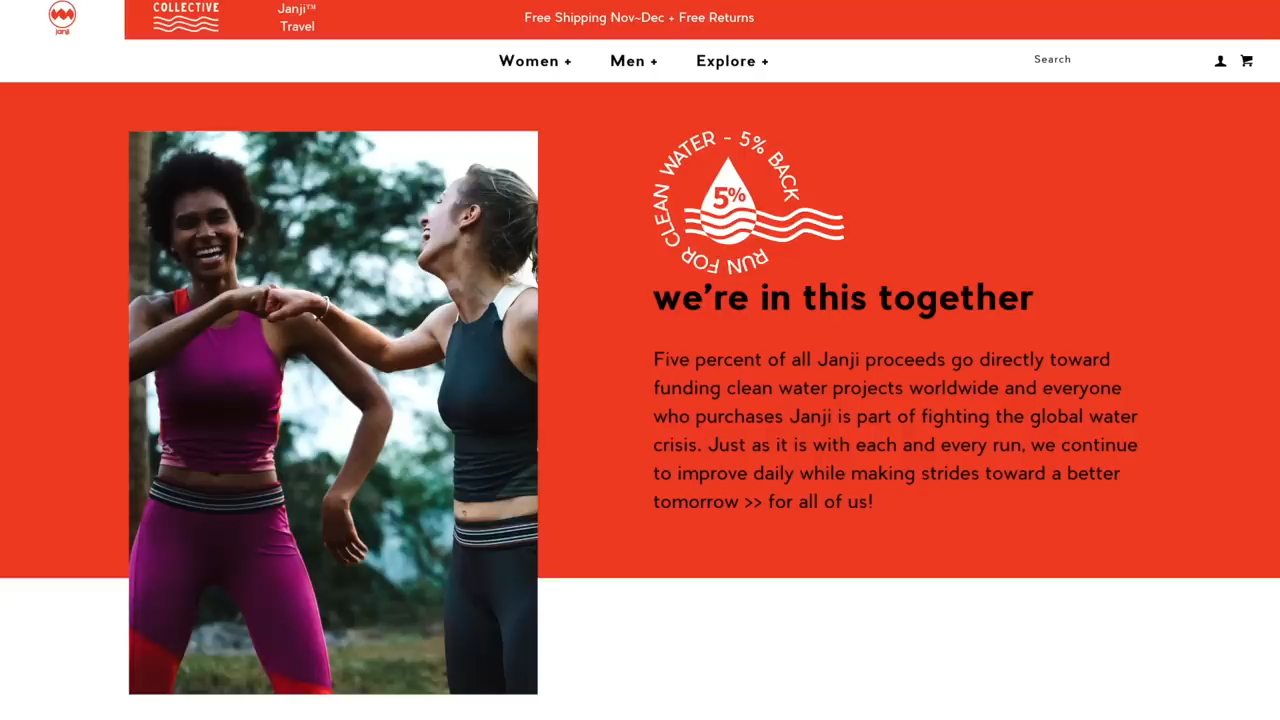 janji
COLLECTIVE
Janji™
Travel
Free Shipping Nov-Dec + Free Returns
Women +
Men +
Explore +
Search
RUN FOR CLEAN WATER - 5% BACK
5%
we're in this together
Five percent of all Janji proceeds go directly toward
funding clean water projects worldwide and everyone
who purchases Janji is part of fighting the global water
crisis. Just as it is with each and every run, we continue
to improve daily while making strides toward a better
tomorrow >> for all of us!